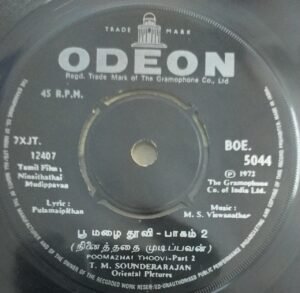 TRADE MARK
ODEON
Regd. Trade Mark of The Gramophone Co., Ltd
45 R.P.M.
7XJT.
12407
Tamil Film :
Ninaithathai
Mudippavan
BOE.
5044
℗ 1973
The Gramophone
Co. of India Ltd.
Lyric :
Pulamaipithan
Music :
M. S. Viswanathan
பூ மழை தூவி - பாகம் 2
(நினைத்ததை முடிப்பவன்)
POOMAZHAI THOOVI-Part 2
T. M. SOUNDERARAJAN
Oriental Pictures